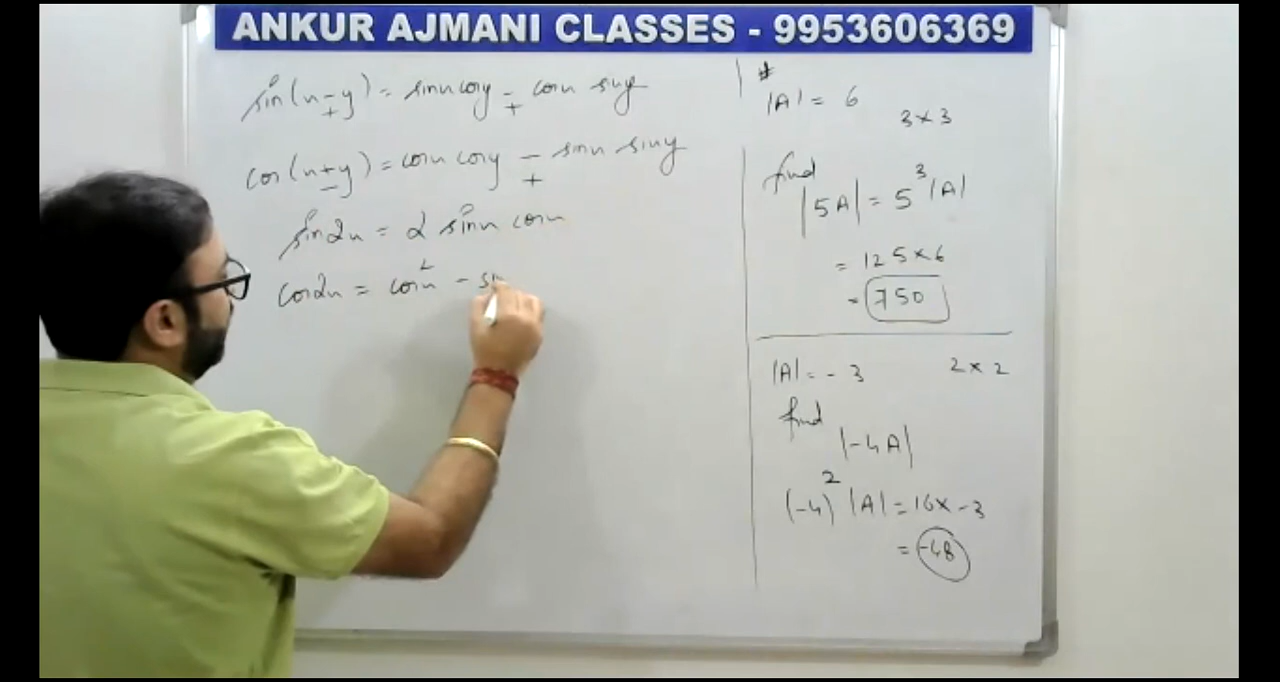 ANKUR AJMANI CLASSES - 9953606369
sin(x ∓ y) = sinx cosy ∓ cosx siny
cos(x ± y) = cosx cosy ∓ sinx siny
sin2x = 2 sinx cosx
cos2x = cos²x - si
#
|A| = 6
3 × 3
find
|5A| = 5³ |A|
= 125 × 6
= 750
|A| = - 3 2 × 2
find
|-4A|
(-4)² |A| = 16 × -3
= -48